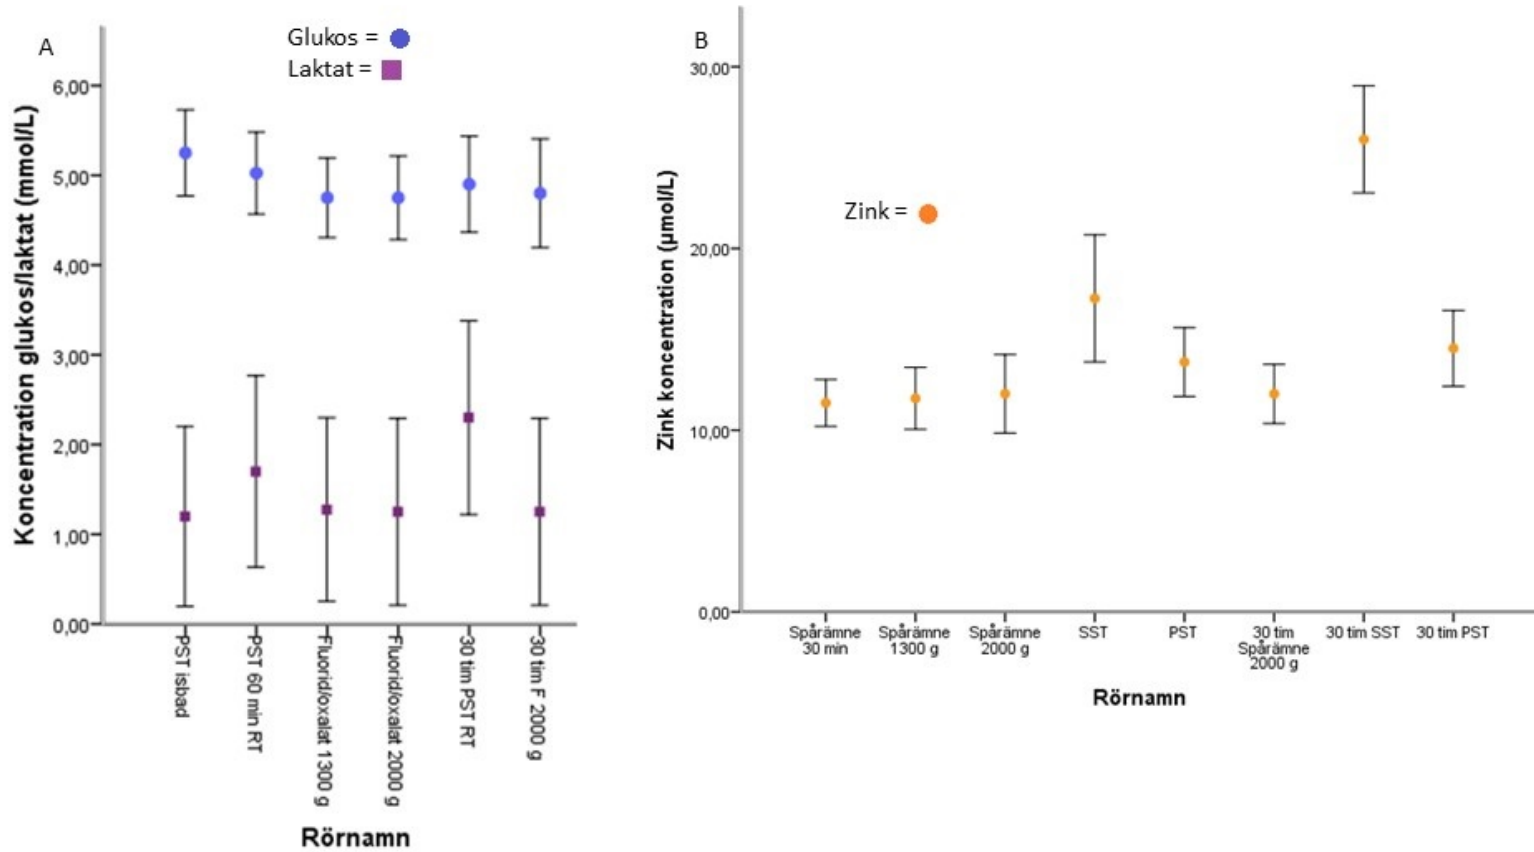 A
Glukos =
Laktat =
Koncentration glukos/laktat (mmol/L)
6,00
5,00
4,00
3,00
2,00
1,00
0,00
PST isbad
PST 60 min RT
Fluorid/oxalat 1300 g
Fluorid/oxalat 2000 g
30 tim PST RT
30 tim F 2000 g
Rörnamn
B
Zink =
Zink koncentration (µmol/L)
30,00
20,00
10,00
0,00
Spårämne
30 min
Spårämne
1300 g
Spårämne
2000 g
SST
PST
30 tim
Spårämne
2000 g
30 tim SST
30 tim PST
Rörnamn